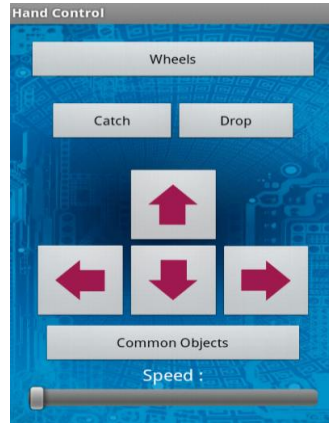 Hand Control
Wheels
Catch Drop
Common Objects
Speed :